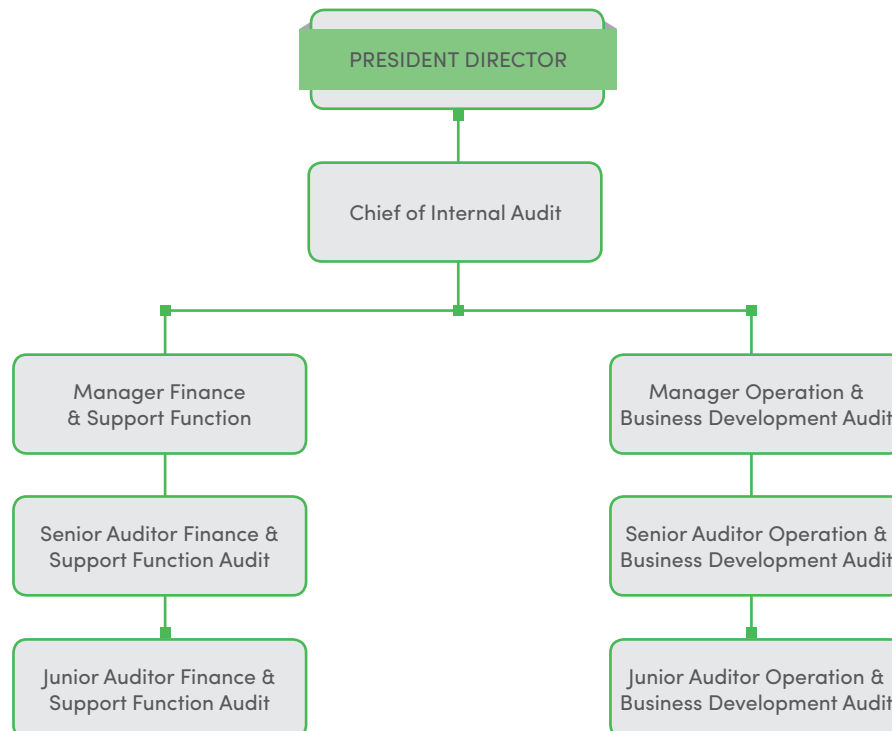 PRESIDENT DIRECTOR
Chief of Internal Audit
Manager Finance
& Support Function
Manager Operation &
Business Development Audit
Senior Auditor Finance &
Support Function Audit
Senior Auditor Operation &
Business Development Audit
Junior Auditor Finance &
Support Function Audit
Junior Auditor Operation &
Business Development Audit